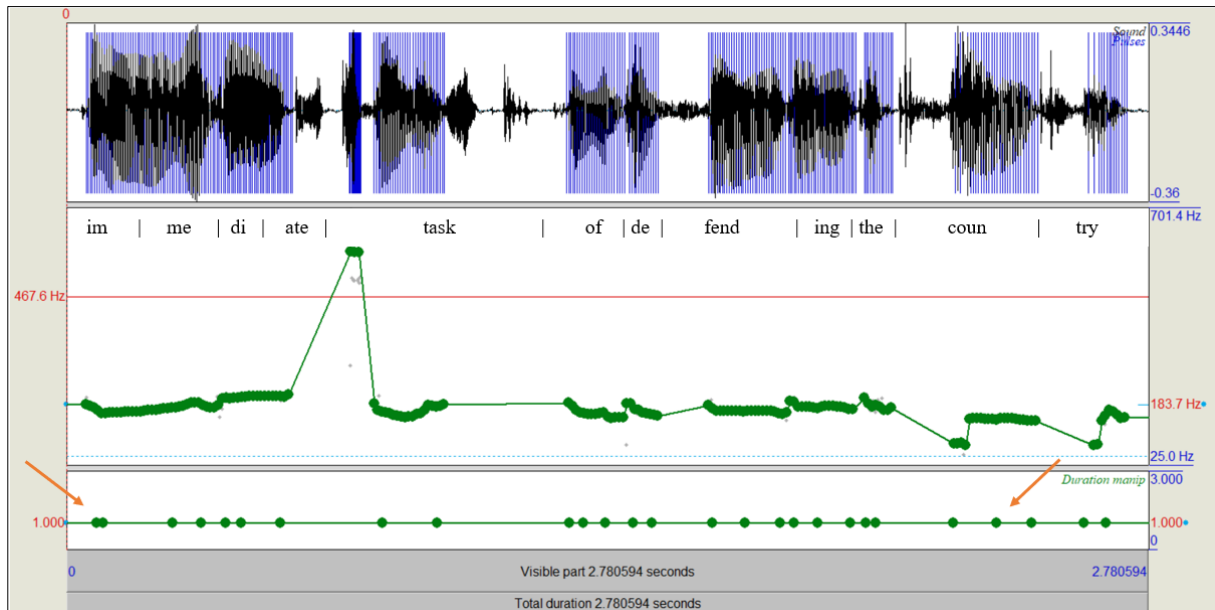 0
Sound
Pulses
0.3446
-0.36
701.4 Hz
im | me | di | ate | task | of | de | fend | ing | the | coun | try
467.6 Hz
183.7 Hz
25.0 Hz
Duration manip
3.000
1.000
1.000
0
0
Visible part 2.780594 seconds
2.780594
Total duration 2.780594 seconds